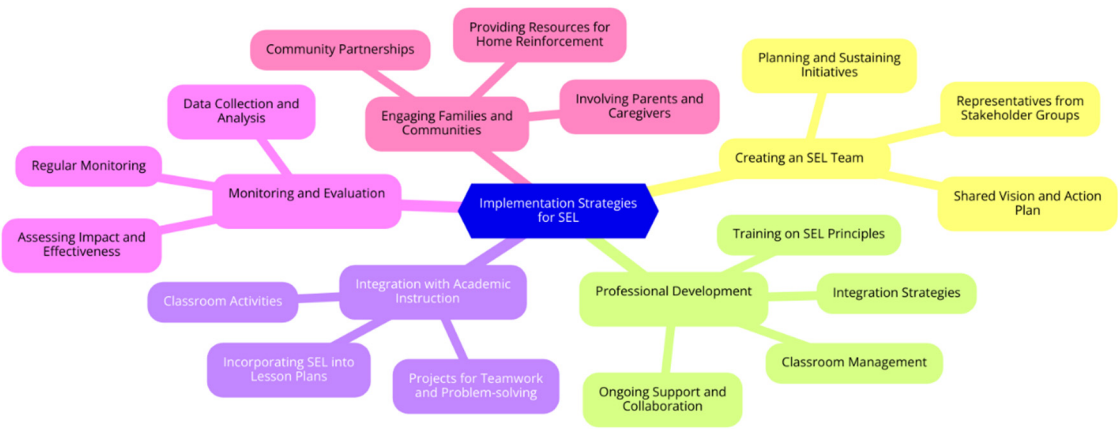 Implementation Strategies
for SEL
Creating an SEL Team
Planning and Sustaining
Initiatives
Representatives from
Stakeholder Groups
Shared Vision and Action
Plan
Professional Development
Training on SEL Principles
Integration Strategies
Classroom Management
Ongoing Support and
Collaboration
Integration with Academic
Instruction
Projects for Teamwork
and Problem-solving
Incorporating SEL into
Lesson Plans
Classroom Activities
Monitoring and Evaluation
Assessing Impact and
Effectiveness
Regular Monitoring
Data Collection and
Analysis
Engaging Families and
Communities
Community Partnerships
Providing Resources for
Home Reinforcement
Involving Parents and
Caregivers